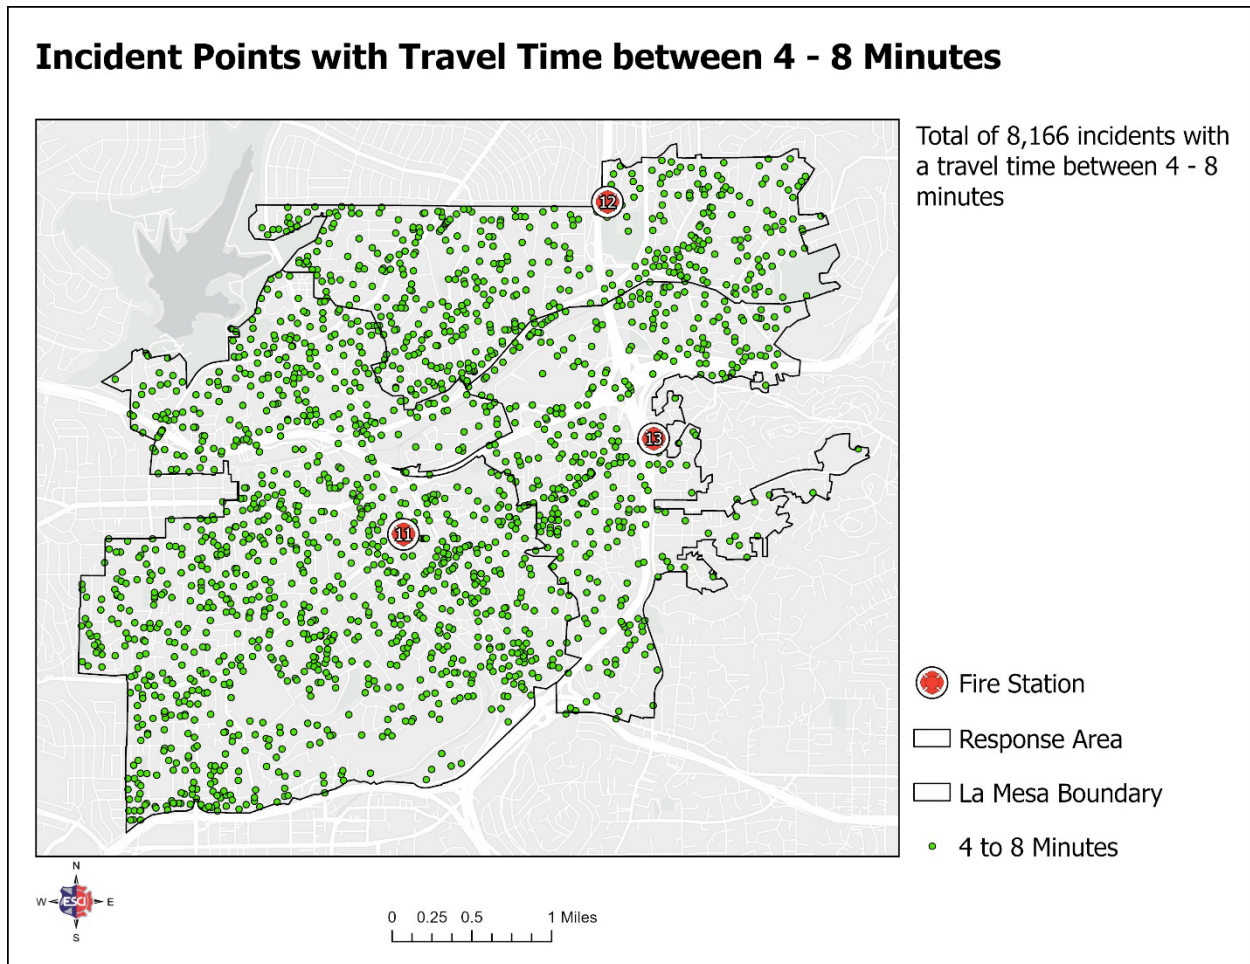 Incident Points with Travel Time between 4 - 8 Minutes
Total of 8,166 incidents with
a travel time between 4 - 8
minutes
12
13
11
Fire Station
Response Area
La Mesa Boundary
4 to 8 Minutes
N
W ESCI E
S
0 0.25 0.5 1 Miles